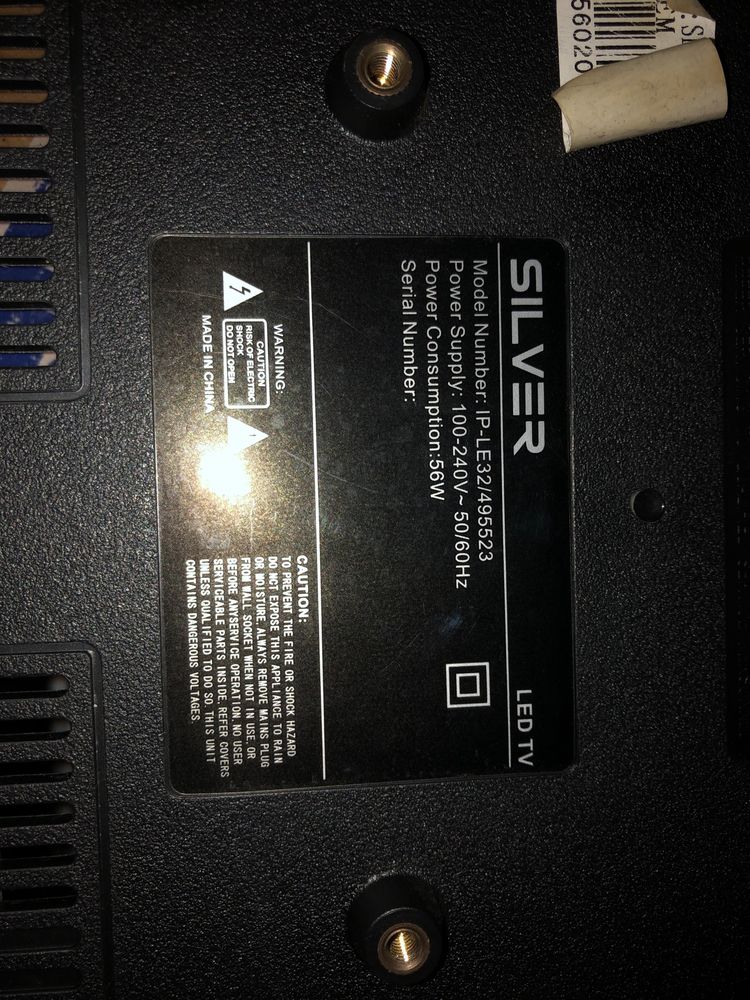 SILVER
LED TV
Model Number: IP-LE32/495523
Power Supply: 100-240V~50/60Hz
Power Consumption:56W
Serial Number:
WARNING:
CAUTION
RISK OF ELECTRIC
SHOCK
DO NOT OPEN
MADE IN CHINA
CAUTION:
TO PREVENT THE FIRE OR SHOCK HAZARD
DO NOT EXPOSE THIS APPLIANCE TO RAIN
OR MOISTURE, ALWAYS REMOVE MAINS PLUG
FROM WALL SOCKET WHEN NOT IN USE, OR
BEFORE ANYSERVICE OPERATION. NO USER
SERVICEABLE PARTS INSIDE, REFER COVERS
UNLESS QUALIFIED TO DO SO. THIS UNIT
CONTAINS DANGEROUS VOLTAGES.
56020